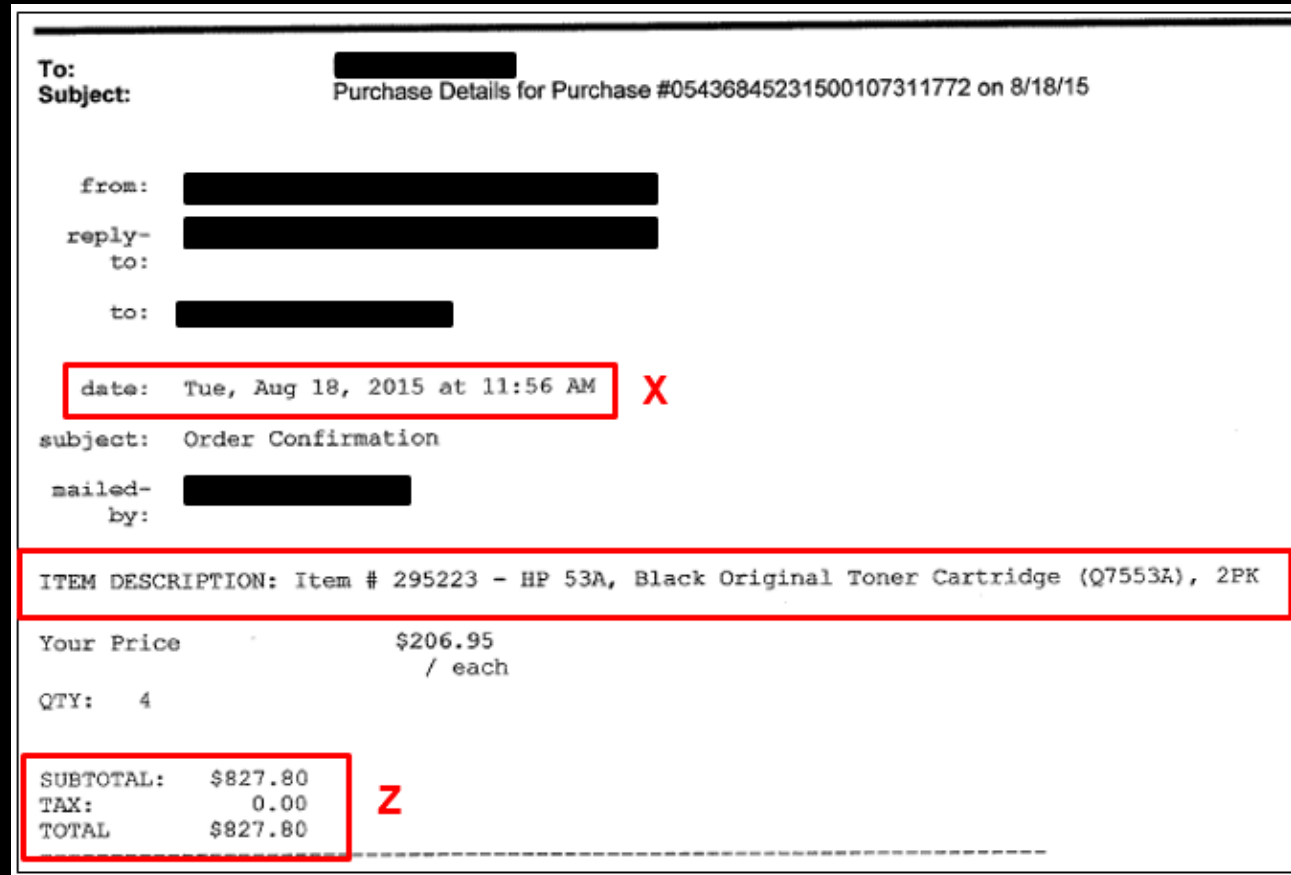 To:
Subject: Purchase Details for Purchase #05436845231500107311772 on 8/18/15
from:
reply-
to:
to:
date: Tue, Aug 18, 2015 at 11:56 AM X
subject: Order Confirmation
mailed-
by:
ITEM DESCRIPTION: Item # 295223 - HP 53A, Black Original Toner Cartridge (Q7553A), 2PK
Your Price $206.95
/ each
QTY: 4
SUBTOTAL: $827.80
TAX: 0.00 Z
TOTAL $827.80